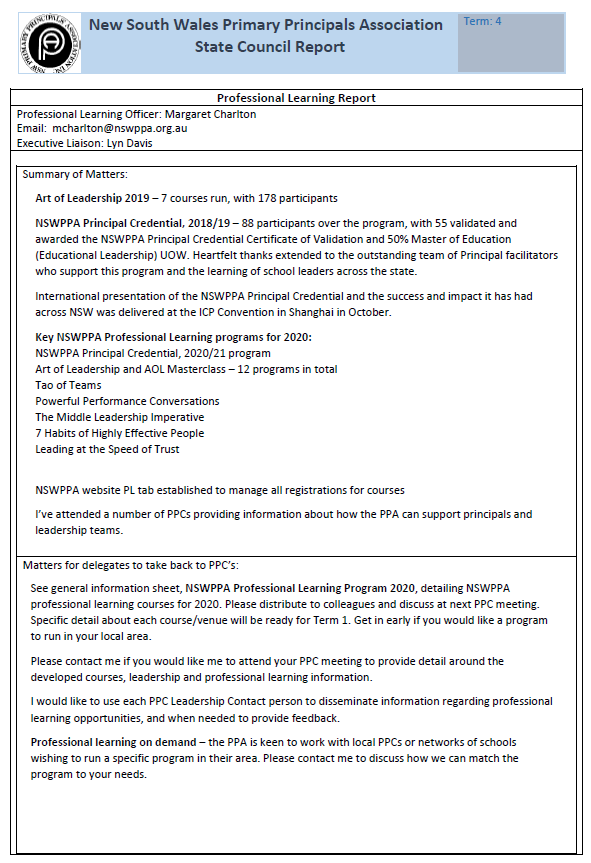 NSW PRIMARY PRINCIPALS ASSOCIATION INC
PPA
New South Wales Primary Principals Association
State Council Report
Term: 4
Professional Learning Report
Professional Learning Officer: Margaret Charlton
Email:  mcharlton@nswppa.org.au
Executive Liaison: Lyn Davis
Summary of Matters:
Art of Leadership 2019 – 7 courses run, with 178 participants
NSWPPA Principal Credential, 2018/19 – 88 participants over the program, with 55 validated and
awarded the NSWPPA Principal Credential Certificate of Validation and 50% Master of Education
(Educational Leadership) UOW. Heartfelt thanks extended to the outstanding team of Principal facilitators
who support this program and the learning of school leaders across the state.
International presentation of the NSWPPA Principal Credential and the success and impact it has had
across NSW was delivered at the ICP Convention in Shanghai in October.
Key NSWPPA Professional Learning programs for 2020:
NSWPPA Principal Credential, 2020/21 program
Art of Leadership and AOL Masterclass – 12 programs in total
Tao of Teams
Powerful Performance Conversations
The Middle Leadership Imperative
7 Habits of Highly Effective People
Leading at the Speed of Trust
NSWPPA website PL tab established to manage all registrations for courses
I've attended a number of PPCs providing information about how the PPA can support principals and
leadership teams.
Matters for delegates to take back to PPC's:
See general information sheet, NSWPPA Professional Learning Program 2020, detailing NSWPPA
professional learning courses for 2020. Please distribute to colleagues and discuss at next PPC meeting.
Specific detail about each course/venue will be ready for Term 1. Get in early if you would like a program
to run in your local area.
Please contact me if you would like me to attend your PPC meeting to provide detail around the
developed courses, leadership and professional learning information.
I would like to use each PPC Leadership Contact person to disseminate information regarding professional
learning opportunities, and when needed to provide feedback.
Professional learning on demand – the PPA is keen to work with local PPCs or networks of schools
wishing to run a specific program in their area. Please contact me to discuss how we can match the
program to your needs.